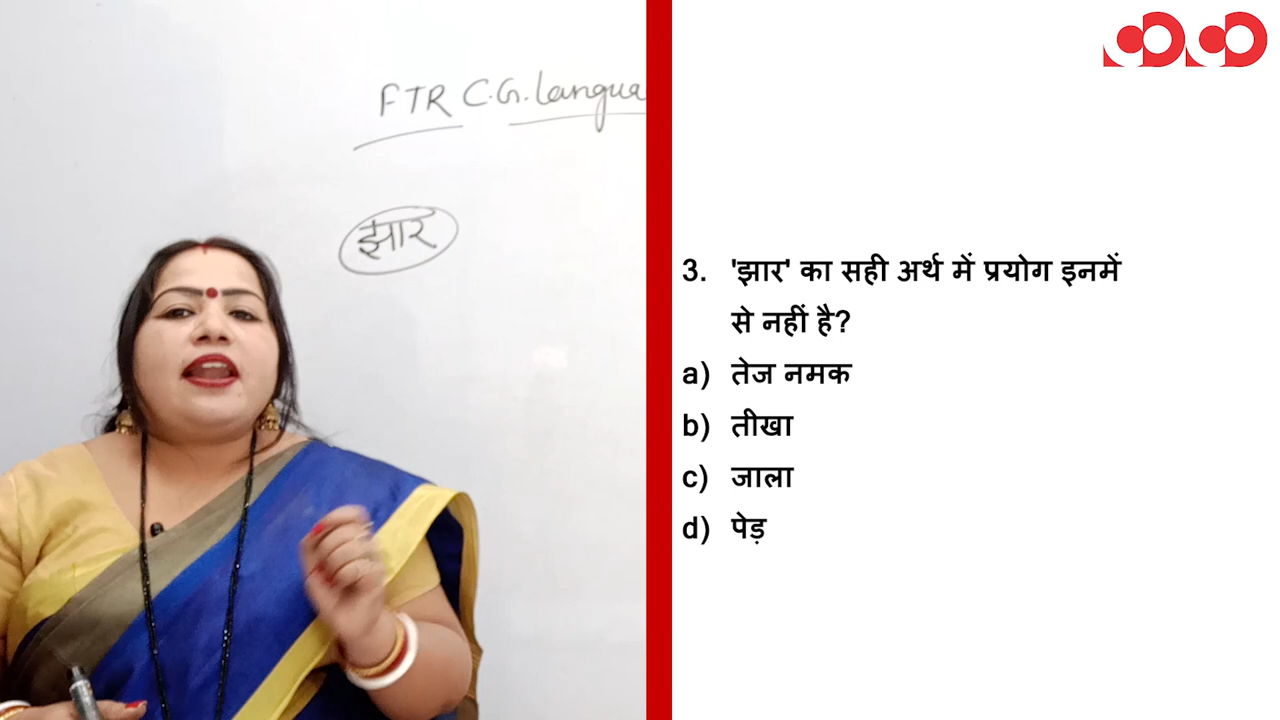 FTR C.G. langua
झार
3. 'झार' का सही अर्थ में प्रयोग इनमें
से नहीं है?
a) तेज नमक
b) तीखा
c) जाला
d) पेड़